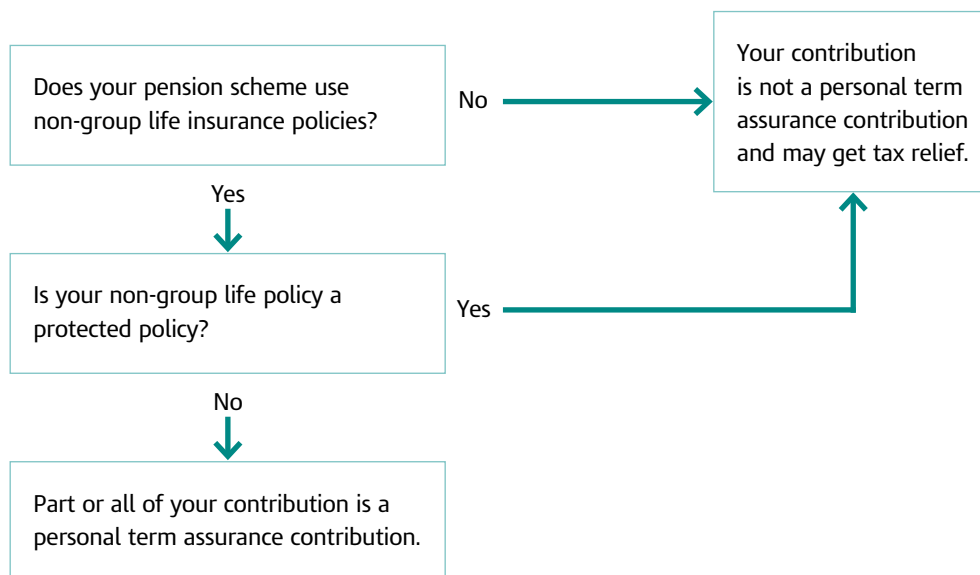 Does your pension scheme use
non-group life insurance policies?
No
Your contribution
is not a personal term
assurance contribution
and may get tax relief.
Yes
Is your non-group life policy a
protected policy?
Yes
No
Part or all of your contribution is a
personal term assurance contribution.